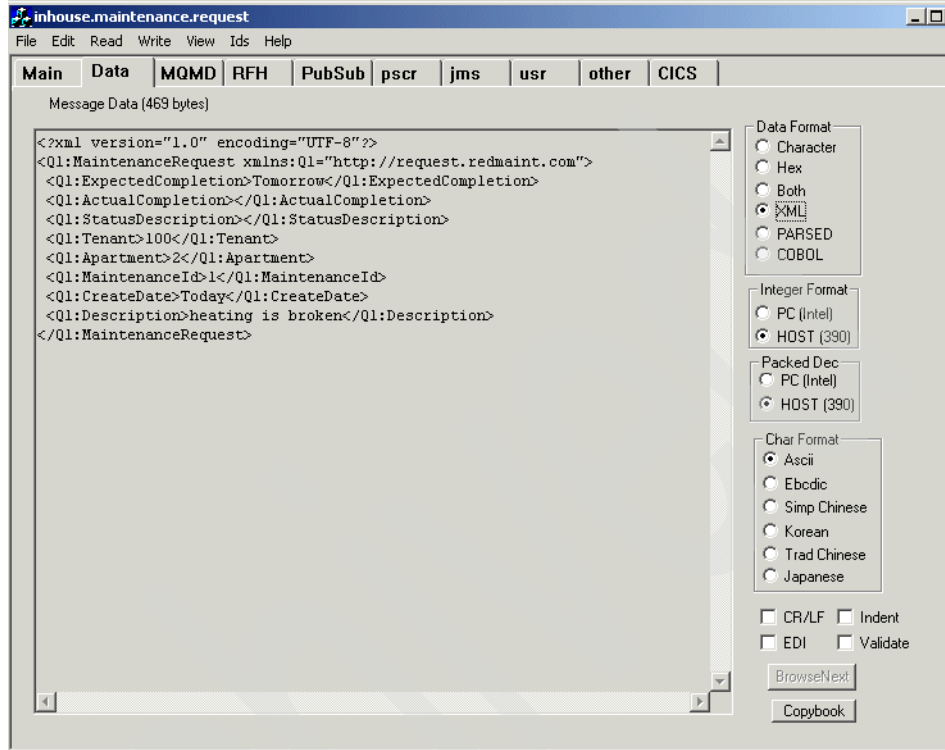 inhouse.maintenance.request
File Edit Read Write View Ids Help
Main Data MQMD RFH PubSub pscr jms usr other CICS
Message Data (469 bytes)
<?xml version="1.0" encoding="UTF-8"?>
<Q1:MaintenanceRequest xmlns:Q1="http://request.redmaint.com">
<Q1:ExpectedCompletion>Tomorrow</Q1:ExpectedCompletion>
<Q1:ActualCompletion></Q1:ActualCompletion>
<Q1:StatusDescription></Q1:StatusDescription>
<Q1:Tenant>100</Q1:Tenant>
<Q1:Apartment>2</Q1:Apartment>
<Q1:MaintenanceId>1</Q1:MaintenanceId>
<Q1:CreateDate>Today</Q1:CreateDate>
<Q1:Description>heating is broken</Q1:Description>
</Q1:MaintenanceRequest>
Data Format
Character
Hex
Both
XML
PARSED
COBOL
Integer Format
PC (Intel)
HOST (390)
Packed Dec
PC (Intel)
HOST (390)
Char Format
Ascii
Ebcdic
Simp Chinese
Korean
Trad Chinese
Japanese
CR/LF Indent
EDI Validate
BrowseNext
Copybook